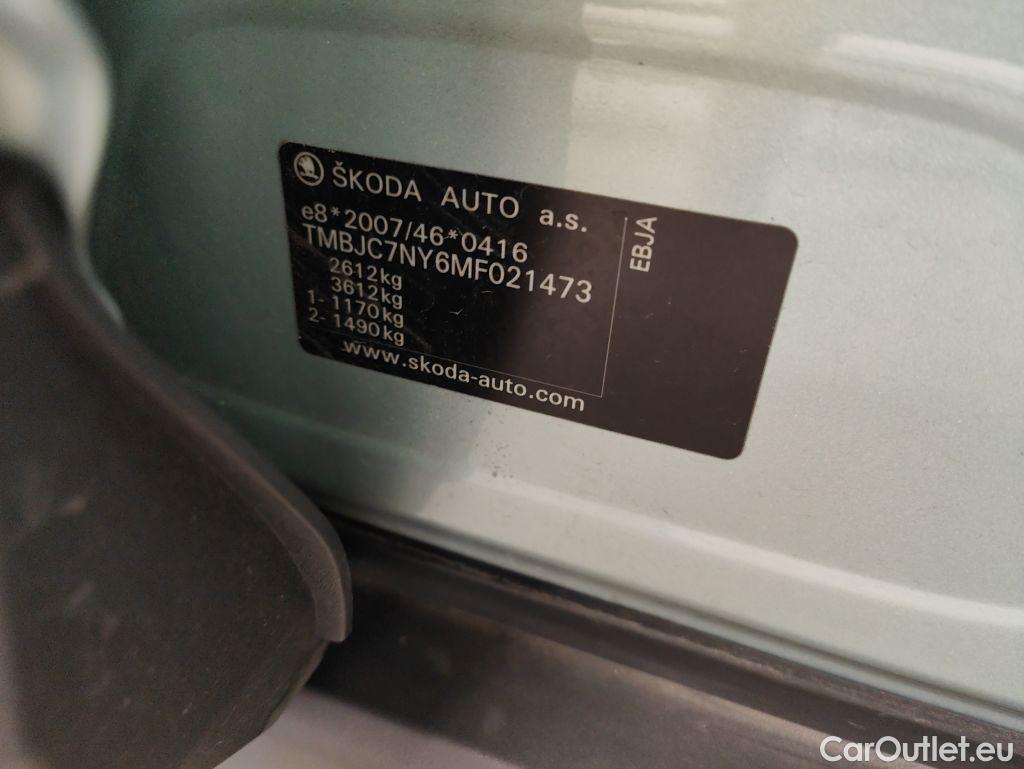 ŠKODA AUTO a.s.
e8*2007/46*0416
TMBJC7NY6MF021473
2612kg
3612kg
1- 1170kg
2- 1490kg
www.skoda-auto.com
EBJA
CarOutlet.eu